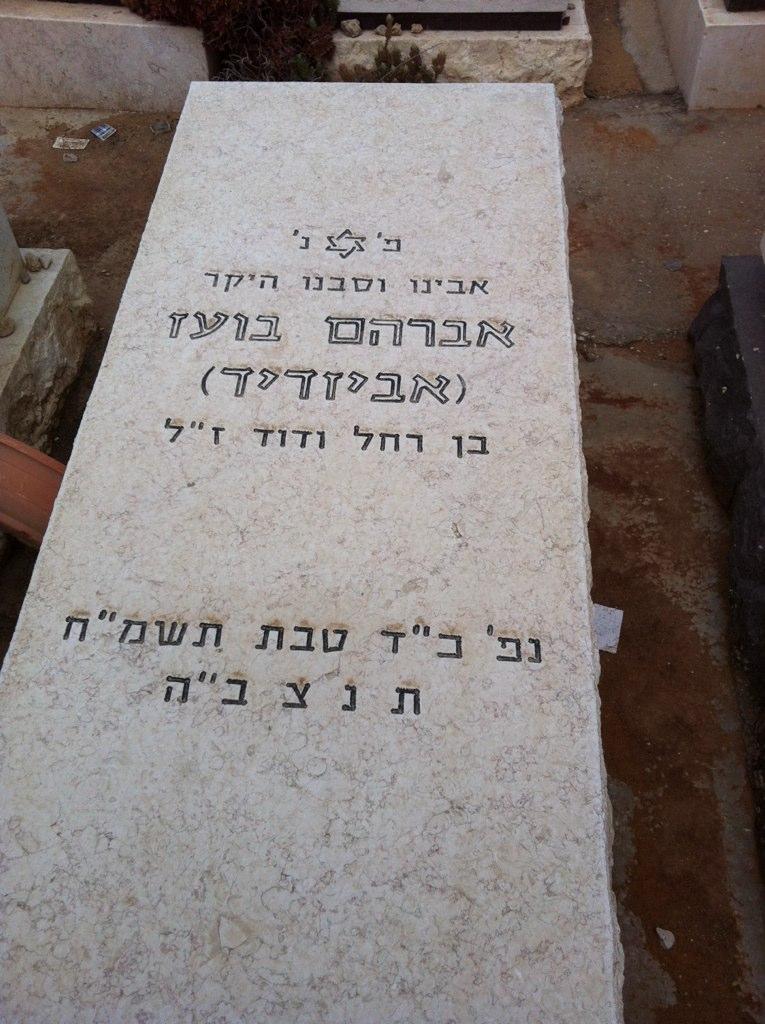 פ' נ'
אבינו וסבנו היקר
אברהם בועז
(אביזדיד)
בן רחל ודוד ז"ל
נפ' כ"ד טבת תשמ"ח
ת נ צ ב"ה